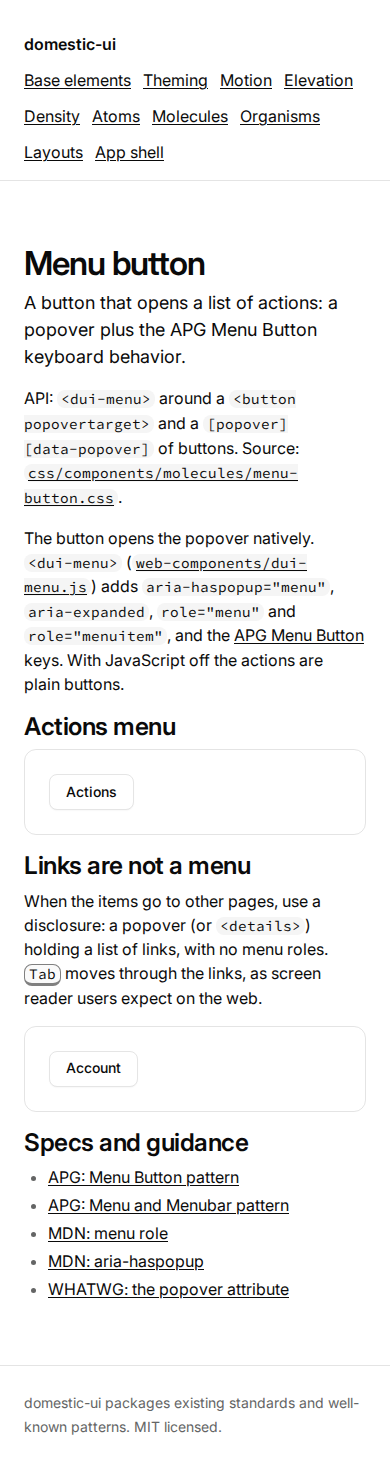 domestic-ui
Base elements Theming Motion Elevation
Density Atoms Molecules Organisms
Layouts App shell
Menu button
A button that opens a list of actions: a
popover plus the APG Menu Button
keyboard behavior.
API: <dui-menu> around a <button
popovertarget> and a [popover]
[data-popover] of buttons. Source:
css/components/molecules/menu-
button.css.
The button opens the popover natively.
<dui-menu> (web-components/dui-
menu.js) adds aria-haspopup="menu",
aria-expanded, role="menu" and
role="menuitem", and the APG Menu Button
keys. With JavaScript off the actions are
plain buttons.
Actions menu
Actions
Links are not a menu
When the items go to other pages, use a
disclosure: a popover (or <details>)
holding a list of links, with no menu roles.
Tab moves through the links, as screen
reader users expect on the web.
Account
Specs and guidance
APG: Menu Button pattern
APG: Menu and Menubar pattern
MDN: menu role
MDN: aria-haspopup
WHATWG: the popover attribute
domestic-ui packages existing standards and well-
known patterns. MIT licensed.